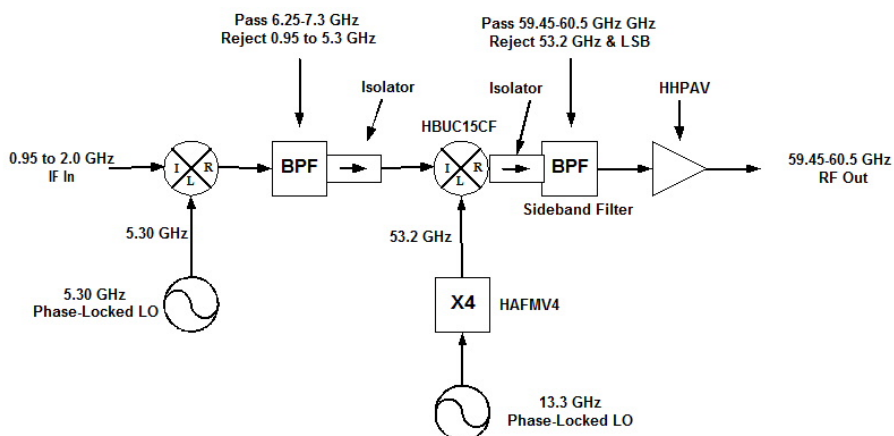 Pass 6.25-7.3 GHz
Reject 0.95 to 5.3 GHz
Pass 59.45-60.5 GHz GHz
Reject 53.2 GHz & LSB
Isolator
Isolator
HHPAV
HBUC15CF
0.95 to 2.0 GHz
IF In
I
R
L
BPF
I
R
L
BPF
59.45-60.5 GHz
RF Out
Sideband Filter
5.30 GHz
53.2 GHz
5.30 GHz
Phase-Locked LO
X4
HAFMV4
13.3 GHz
Phase-Locked LO